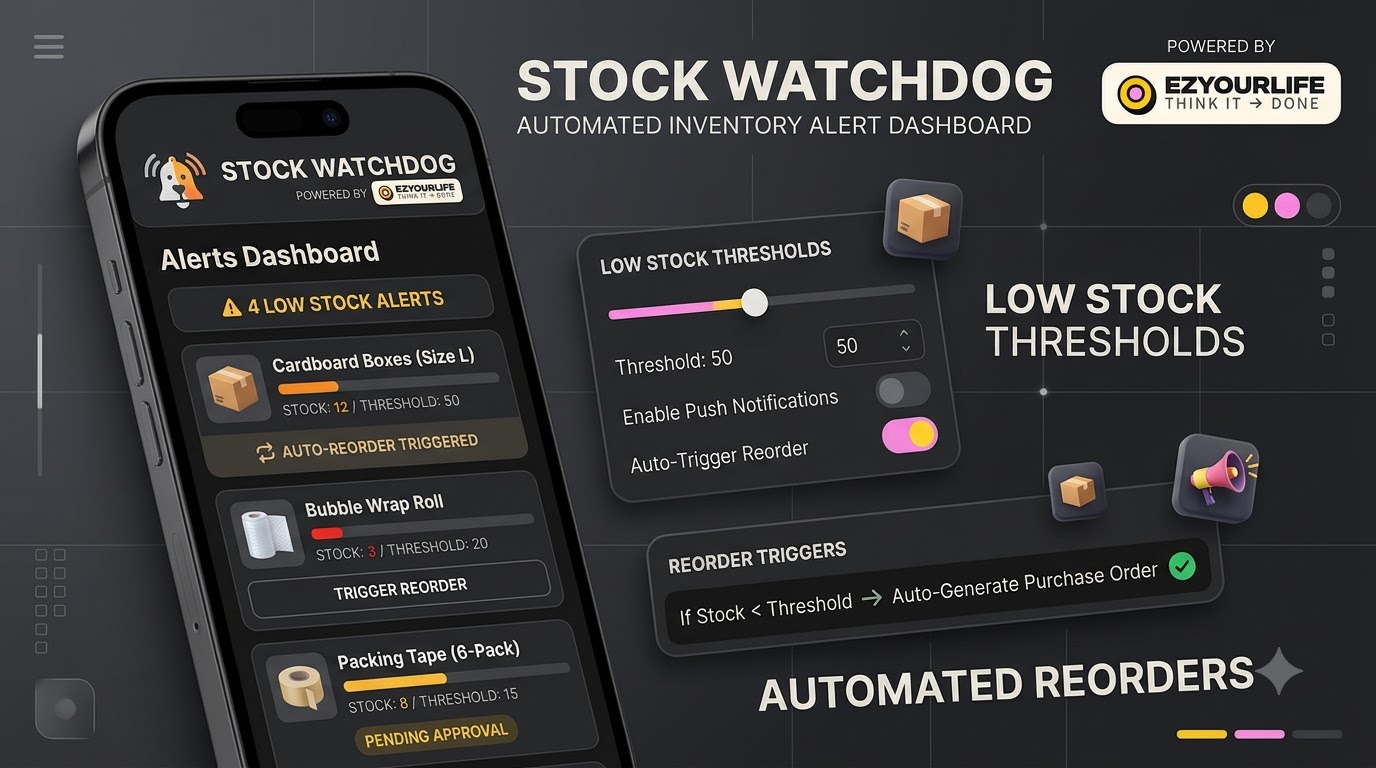 STOCK WATCHDOG
AUTOMATED INVENTORY ALERT DASHBOARD
POWERED BY
EZYOURLIFE
THINK IT → DONE
STOCK WATCHDOG
POWERED BY
EZYOURLIFE
THINK IT → DONE
Alerts Dashboard
4 LOW STOCK ALERTS
Cardboard Boxes (Size L)
STOCK: 12 / THRESHOLD: 50
AUTO-REORDER TRIGGERED
Bubble Wrap Roll
STOCK: 3 / THRESHOLD: 20
TRIGGER REORDER
Packing Tape (6-Pack)
STOCK: 8 / THRESHOLD: 15
PENDING APPROVAL
LOW STOCK THRESHOLDS
Threshold: 50
50
Enable Push Notifications
Auto-Trigger Reorder
LOW STOCK
THRESHOLDS
REORDER TRIGGERS
If Stock < Threshold → Auto-Generate Purchase Order
AUTOMATED REORDERS